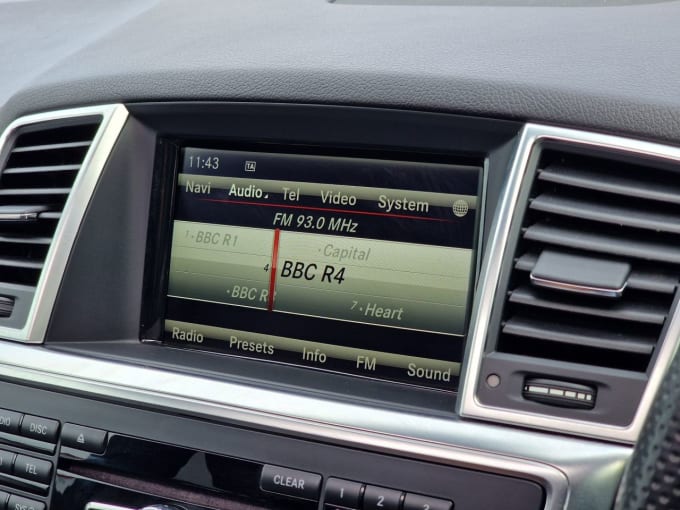 11:43 TA
Navi Audio Tel Video System
FM 93.0 MHz
1 · BBC R1 · Capital
4 BBC R4
· BBC R 7 · Heart
Radio Presets Info FM Sound
DISC
TEL
CLEAR 1 2 3